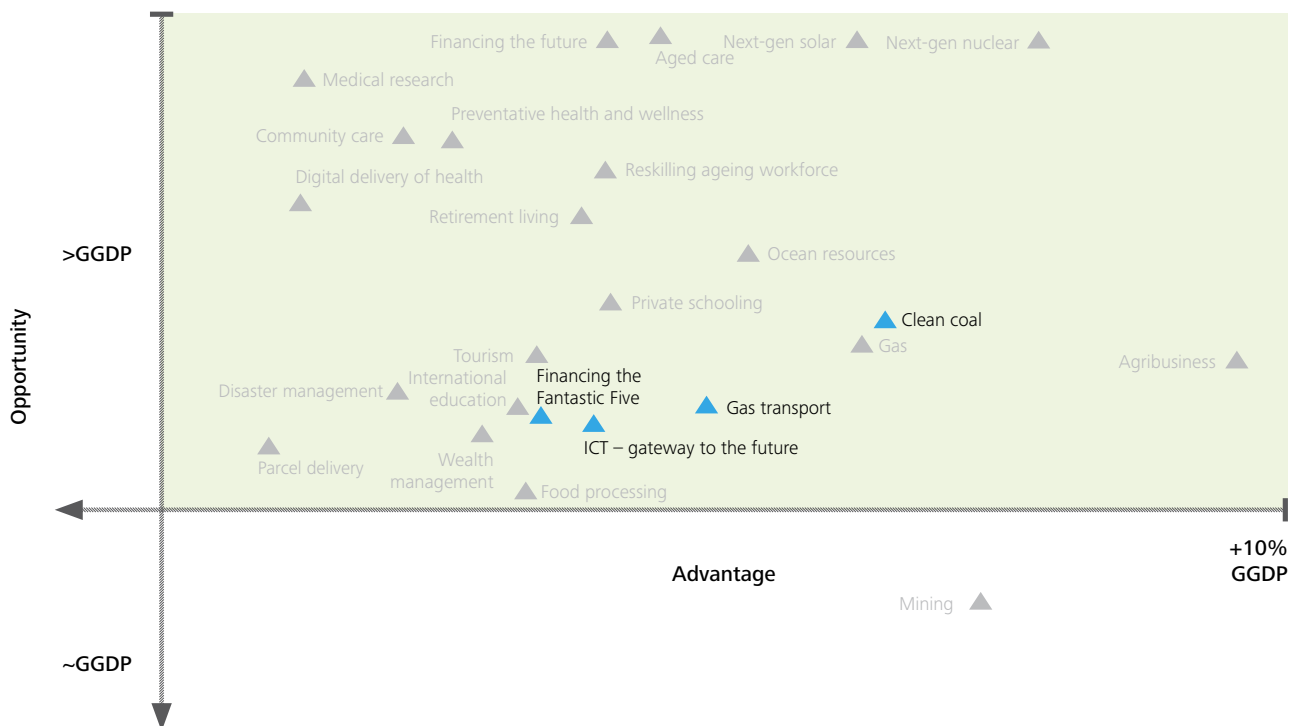 Financing the future
Aged care
Next-gen solar
Next-gen nuclear
Medical research
Preventative health and wellness
Community care
Reskilling ageing workforce
Digital delivery of health
Retirement living
>GGDP
Ocean resources
Private schooling
Clean coal
Gas
Tourism
Agribusiness
International
education
Financing the
Fantastic Five
Disaster management
Gas transport
ICT – gateway to the future
Parcel delivery
Wealth
management
Food processing
Opportunity
+10%
GGDP
Advantage
Mining
~GGDP